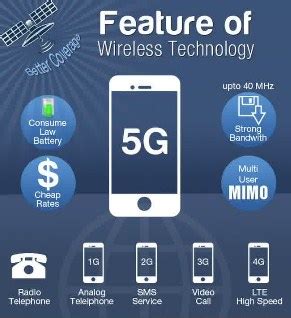 Feature of
Wireless Technology
Better Coverage
upto 40 MHz
Consume
Law
Battery
5G
Strong
Bandwith
$
Cheap
Rates
Multi
User
MIMO
1G
2G
3G
4G
Radio
Telephone
Analog
Telelphone
SMS
Service
Video
Call
LTE
High Speed